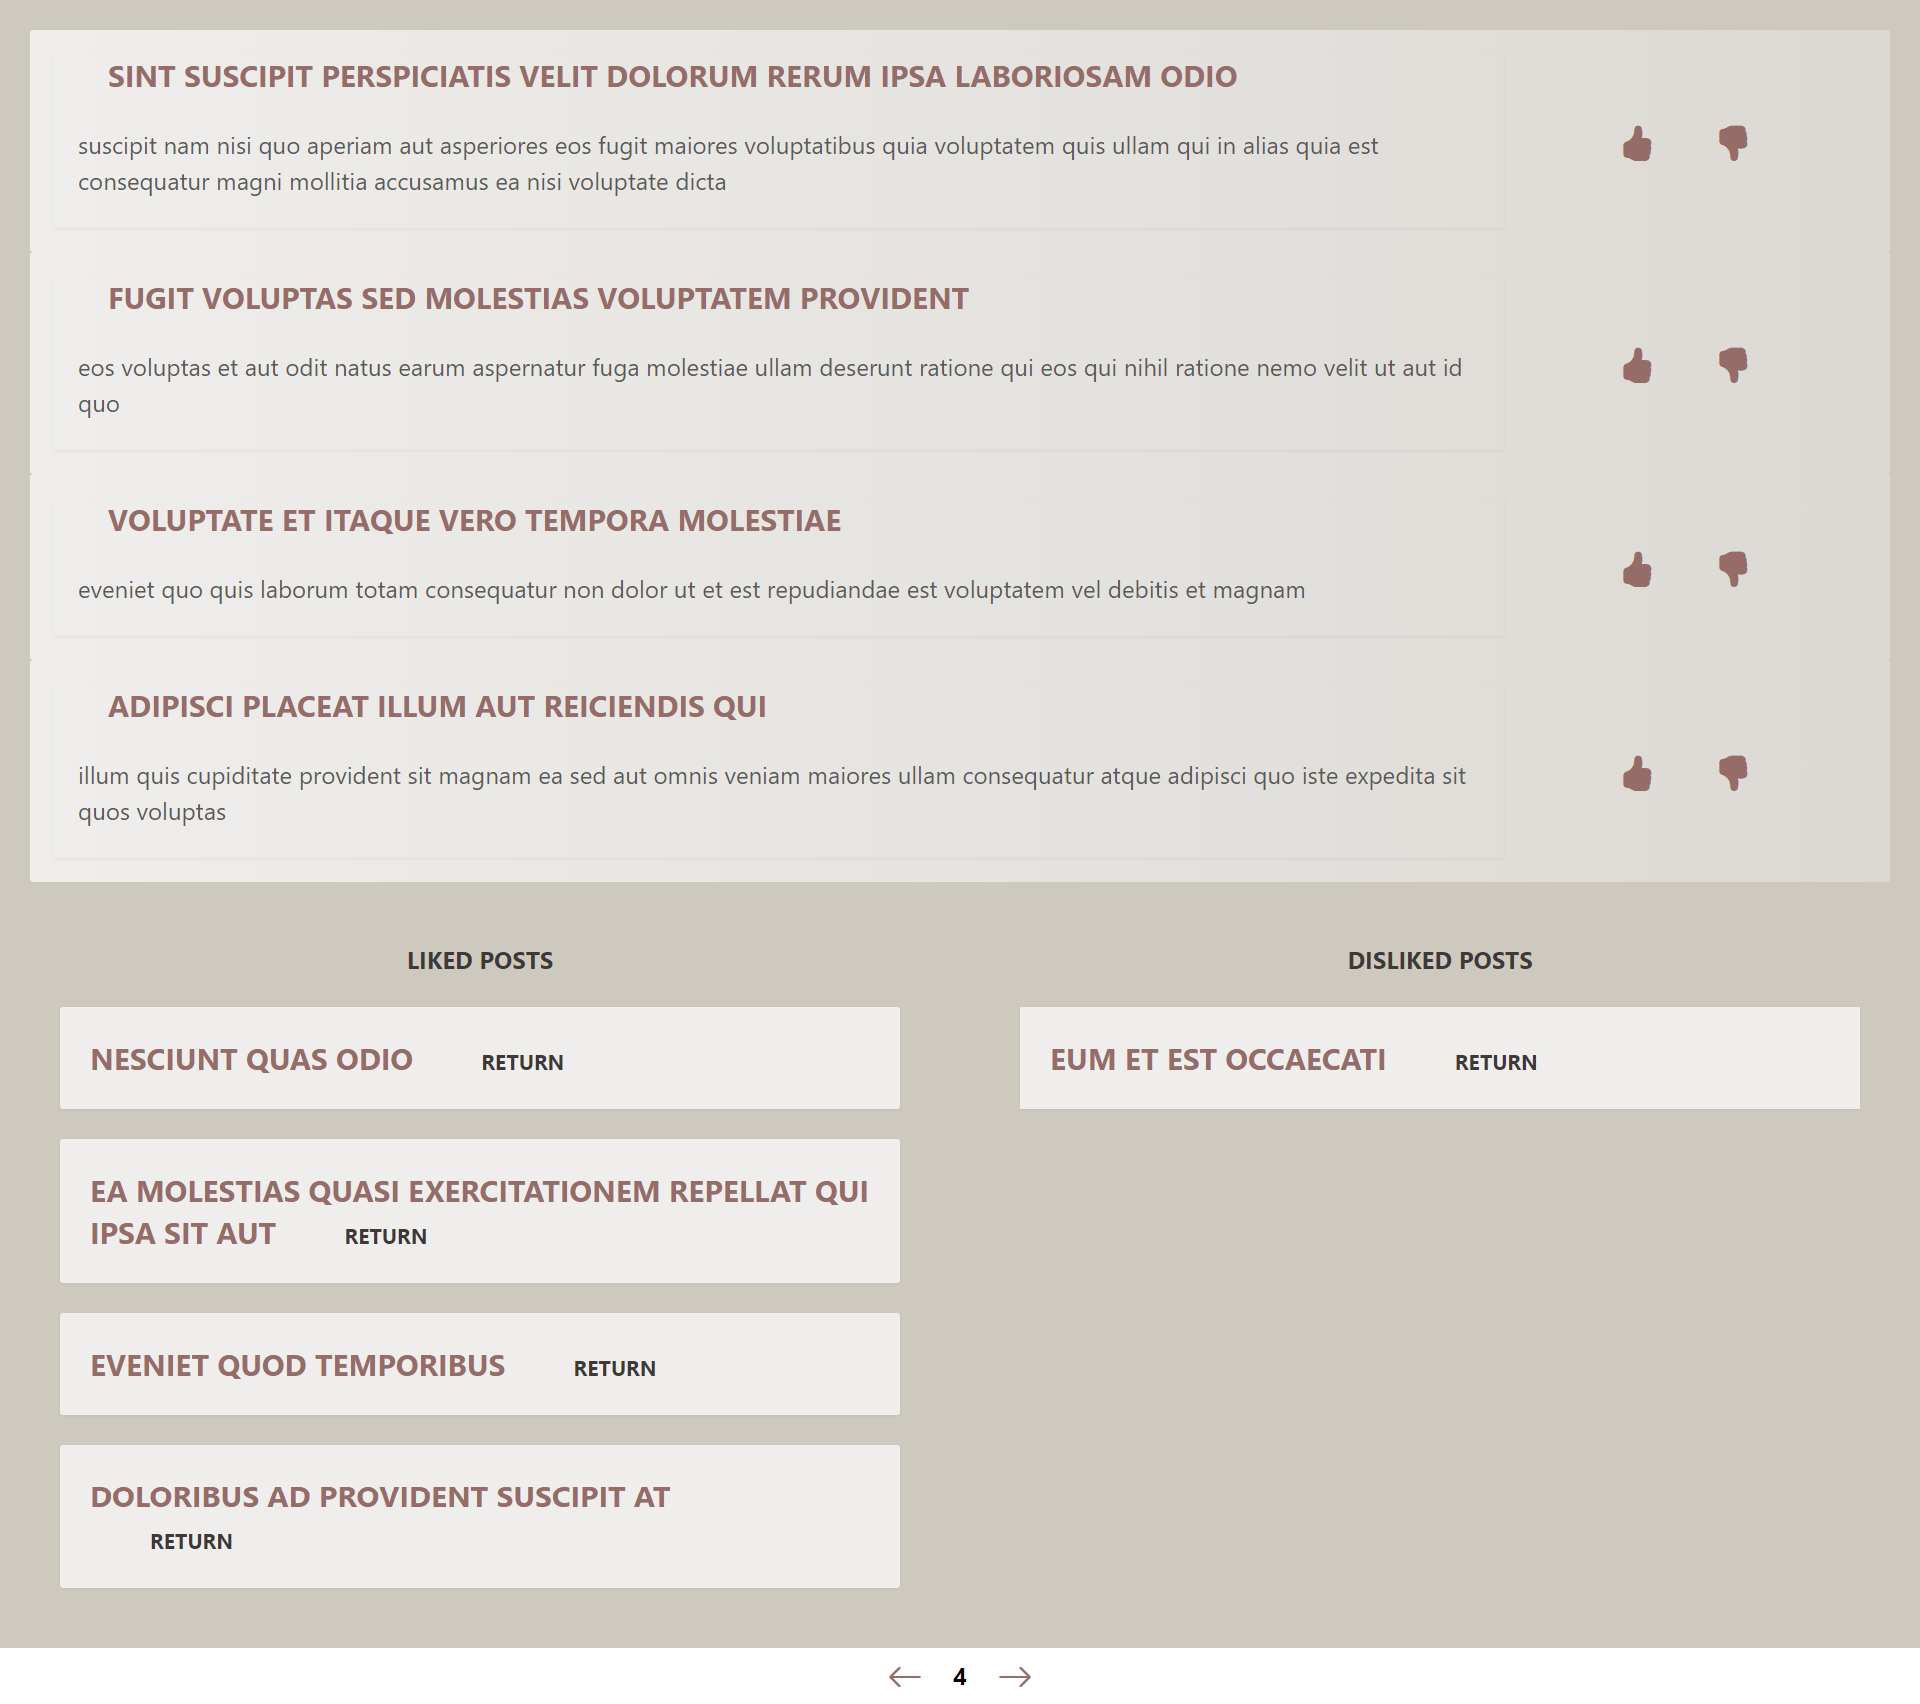 SINT SUSCIPIT PERSPICIATIS VELIT DOLORUM RERUM IPSA LABORIOSAM ODIO
suscipit nam nisi quo aperiam aut asperiores eos fugit maiores voluptatibus quia voluptatem quis ullam qui in alias quia est
consequatur magni mollitia accusamus ea nisi voluptate dicta
FUGIT VOLUPTAS SED MOLESTIAS VOLUPTATEM PROVIDENT
eos voluptas et aut odit natus earum aspernatur fuga molestiae ullam deserunt ratione qui eos qui nihil ratione nemo velit ut aut id
quo
VOLUPTATE ET ITAQUE VERO TEMPORA MOLESTIAE
eveniet quo quis laborum totam consequatur non dolor ut et est repudiandae est voluptatem vel debitis et magnam
ADIPISCI PLACEAT ILLUM AUT REICIENDIS QUI
illum quis cupiditate provident sit magnam ea sed aut omnis veniam maiores ullam consequatur atque adipisci quo iste expedita sit
quos voluptas
LIKED POSTS
NESCIUNT QUAS ODIO RETURN
EA MOLESTIAS QUASI EXERCITATIONEM REPELLAT QUI
IPSA SIT AUT RETURN
EVENIET QUOD TEMPORIBUS RETURN
DOLORIBUS AD PROVIDENT SUSCIPIT AT
RETURN
DISLIKED POSTS
EUM ET EST OCCAECATI RETURN
4